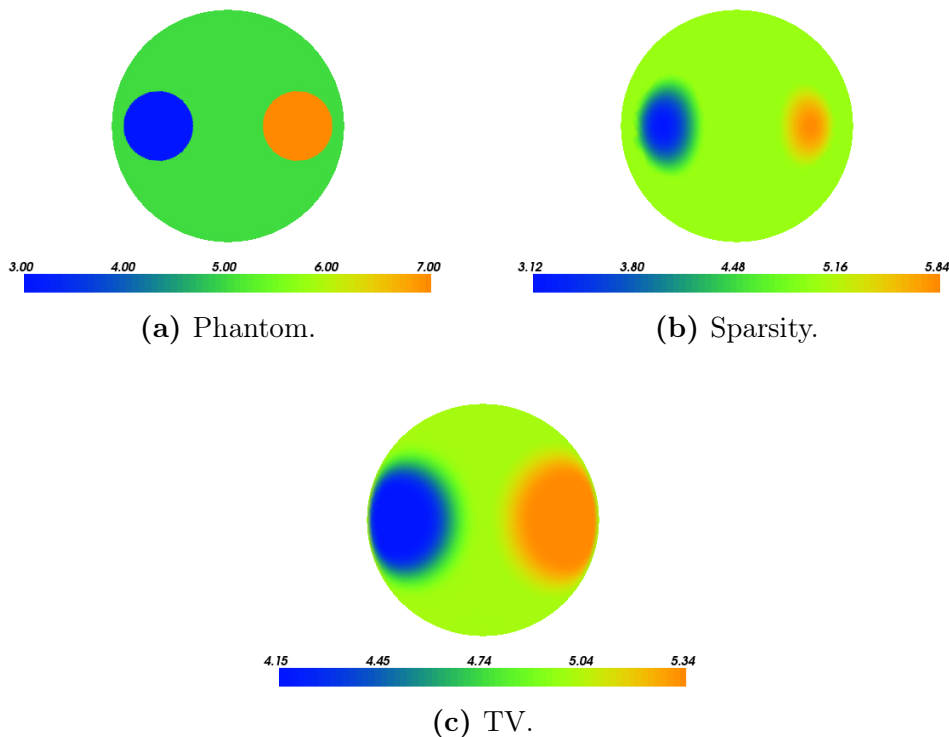 3.00 4.00 5.00 6.00 7.00
(a) Phantom.
3.12 3.80 4.48 5.16 5.84
(b) Sparsity.
4.15 4.45 4.74 5.04 5.34
(c) TV.